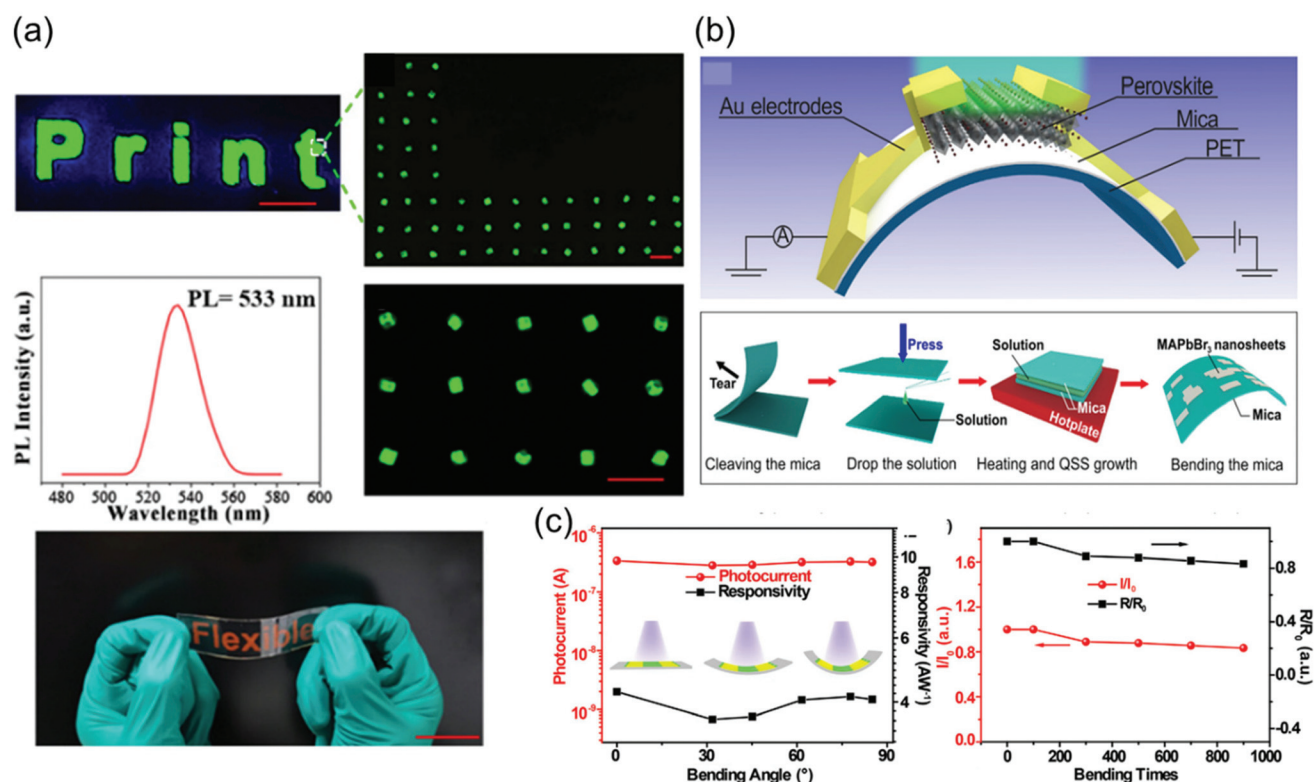 (a)
Print
PL= 533 nm
PL Intensity (a.u.)
480 500 520 540 560 580 600
Wavelength (nm)
Flexible
(b)
Au electrodes
Perovskite
Mica
PET
A
Tear
Press
Solution
Solution
Mica
Hotplate
MAPbBr3 nanosheets
Mica
Cleaving the mica
Drop the solution
Heating and QSS growth
Bending the mica
(c)
Photocurrent (A)
10-6
10-7
10-8
10-9
Photocurrent
Responsivity
10
8
6
4
Responsivity (AW-1)
0 15 30 45 60 75 90
Bending Angle (°)
)
I/I0 (a.u.)
1.6
1.2
0.8
0.4
0.0
I/I0
R/R0
0.8
0.4
0.0
-0.4
R/R0 (a.u.)
0 200 400 600 800 1000
Bending Times